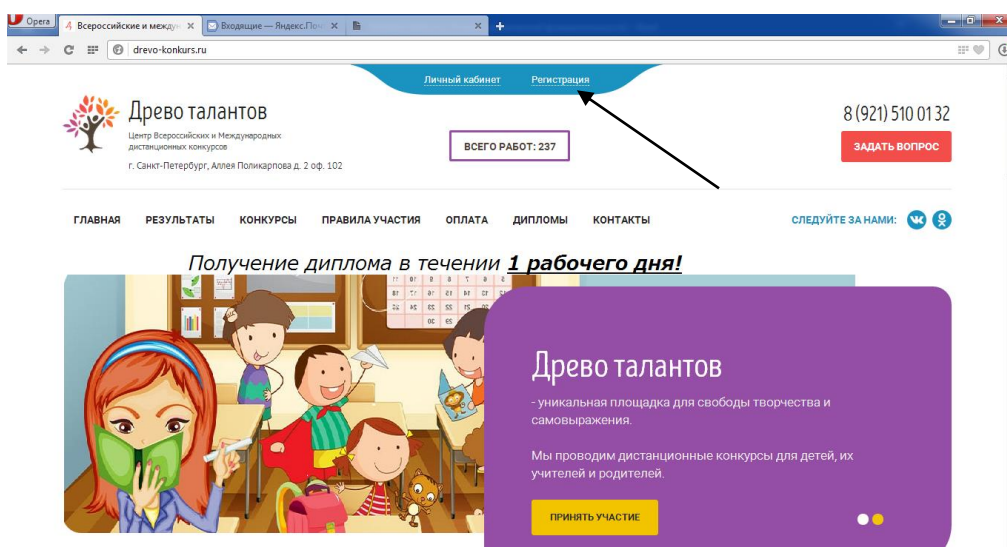 Opera
Всероссийские и между
Входящие — Яндекс.Поч
drevo-konkurs.ru
Личный кабинет Регистрация
Древо талантов
Центр Всероссийских и Международных
дистанционных конкурсов
г. Санкт-Петербург, Аллея Поликарпова д. 2 оф. 102
ВСЕГО РАБОТ: 237
8 (921) 510 01 32
ЗАДАТЬ ВОПРОС
ГЛАВНАЯ РЕЗУЛЬТАТЫ КОНКУРСЫ ПРАВИЛА УЧАСТИЯ ОПЛАТА ДИПЛОМЫ КОНТАКТЫ
СЛЕДУЙТЕ ЗА НАМИ:
Получение диплома в течении 1 рабочего дня!
Древо талантов
- уникальная площадка для свободы творчества и
самовыражения.
Мы проводим дистанционные конкурсы для детей, их
учителей и родителей.
ПРИНЯТЬ УЧАСТИЕ